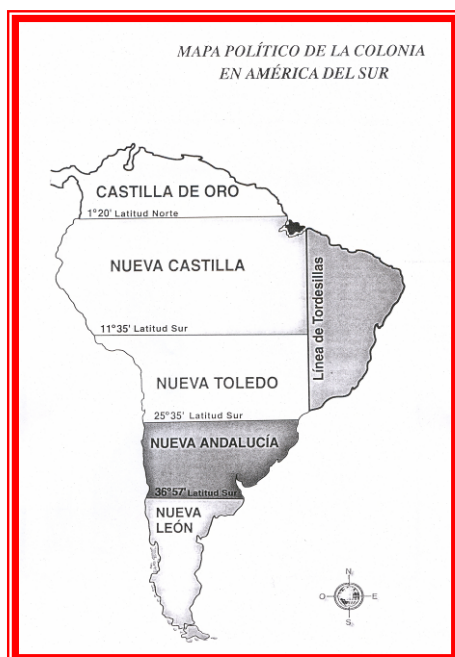 MAPA POLÍTICO DE LA COLONIA
EN AMÉRICA DEL SUR
CASTILLA DE ORO
1°20' Latitud Norte
NUEVA CASTILLA
11°35' Latitud Sur
Línea de Tordesillas
NUEVA TOLEDO
25°35' Latitud Sur
NUEVA ANDALUCÍA
36°57' Latitud Sur
NUEVA
LEÓN
N
O
E
S